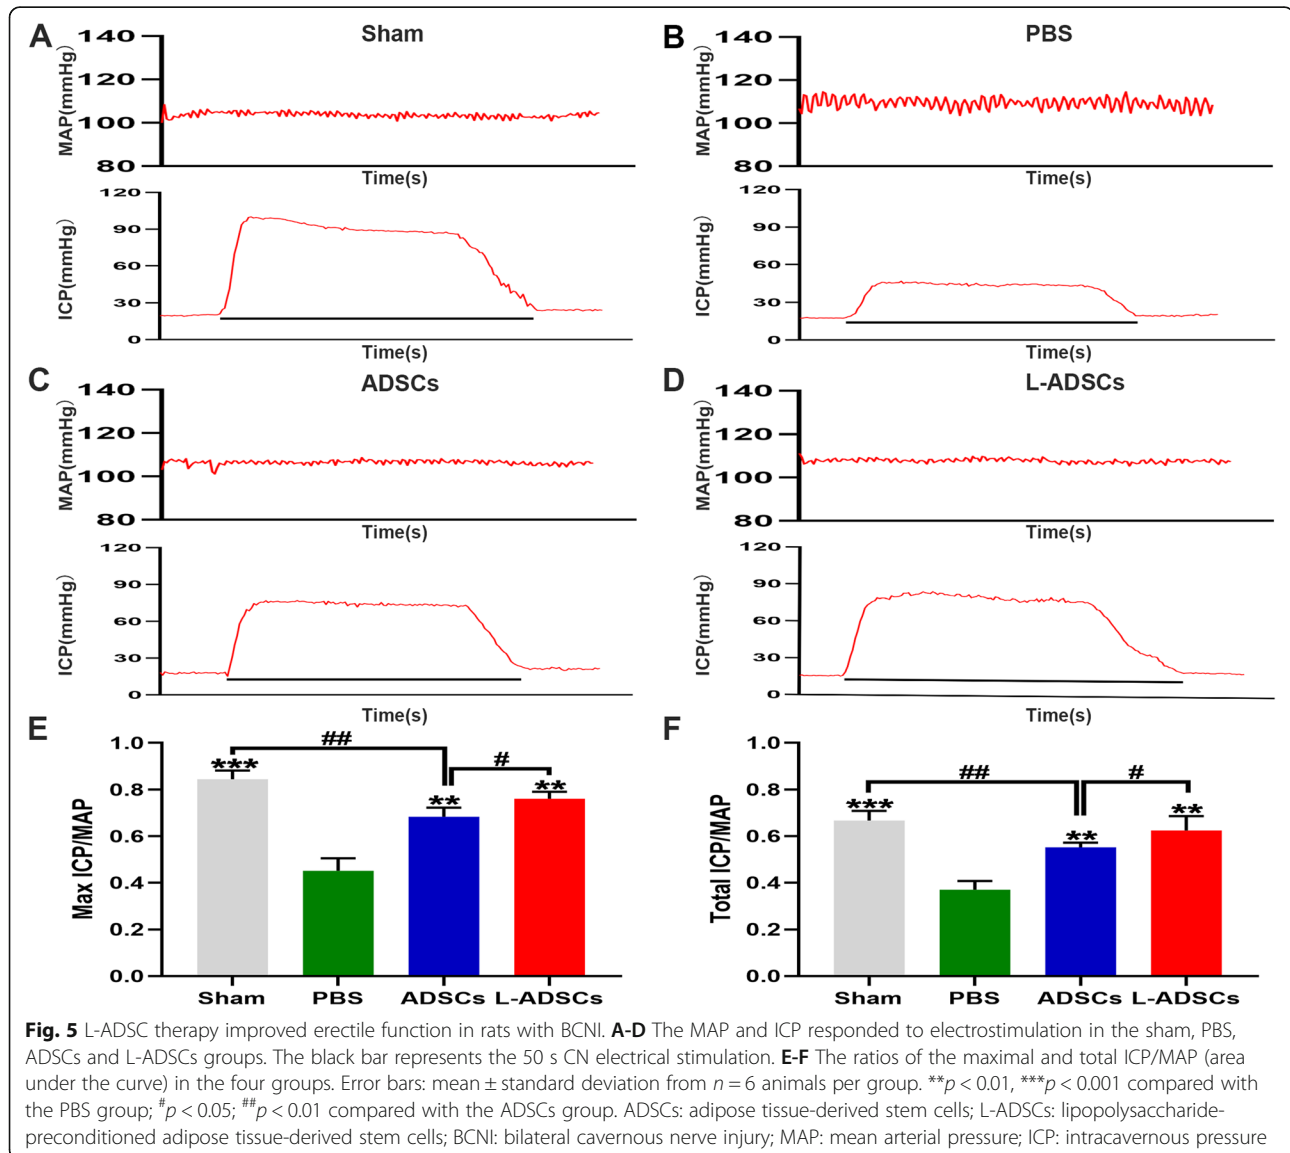 A
Sham
140
120
100
80
MAP(mmHg)
Time(s)
120
90
60
30
0
ICP(mmHg)
Time(s)
B
PBS
140
120
100
80
MAP(mmHg)
Time(s)
120
90
60
30
0
ICP(mmHg)
Time(s)
C
ADSCs
140
120
100
80
MAP(mmHg)
Time(s)
120
90
60
30
0
ICP(mmHg)
Time(s)
D
L-ADSCs
140
120
100
80
MAP(mmHg)
Time(s)
120
90
60
30
0
ICP(mmHg)
Time(s)
E
1.0
0.8
0.6
0.4
0.2
0.0
Max ICP/MAP
##
#
***
**
**
Sham PBS ADSCs L-ADSCs
F
1.0
0.8
0.6
0.4
0.2
0.0
Total ICP/MAP
##
#
***
**
**
Sham PBS ADSCs L-ADSCs
Fig. 5 L-ADSC therapy improved erectile function in rats with BCNI. A-D The MAP and ICP responded to electrostimulation in the sham, PBS,
ADSCs and L-ADSCs groups. The black bar represents the 50 s CN electrical stimulation. E-F The ratios of the maximal and total ICP/MAP (area
under the curve) in the four groups. Error bars: mean ± standard deviation from n = 6 animals per group. **p < 0.01, ***p < 0.001 compared with
the PBS group; #p < 0.05; ##p < 0.01 compared with the ADSCs group. ADSCs: adipose tissue-derived stem cells; L-ADSCs: lipopolysaccharide-
preconditioned adipose tissue-derived stem cells; BCNI: bilateral cavernous nerve injury; MAP: mean arterial pressure; ICP: intracavernous pressure